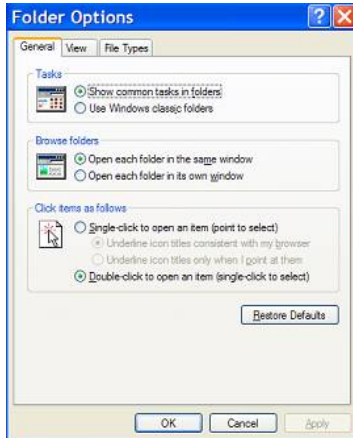 Folder Options
General View File Types
Tasks
Show common tasks in folders
Use Windows classic folders
Browse folders
Open each folder in the same window
Open each folder in its own window
Click items as follows
Single-click to open an item (point to select)
Underline icon titles consistent with my browser
Underline icon titles only when I point at them
Double-click to open an item (single-click to select)
Restore Defaults
OK Cancel Apply